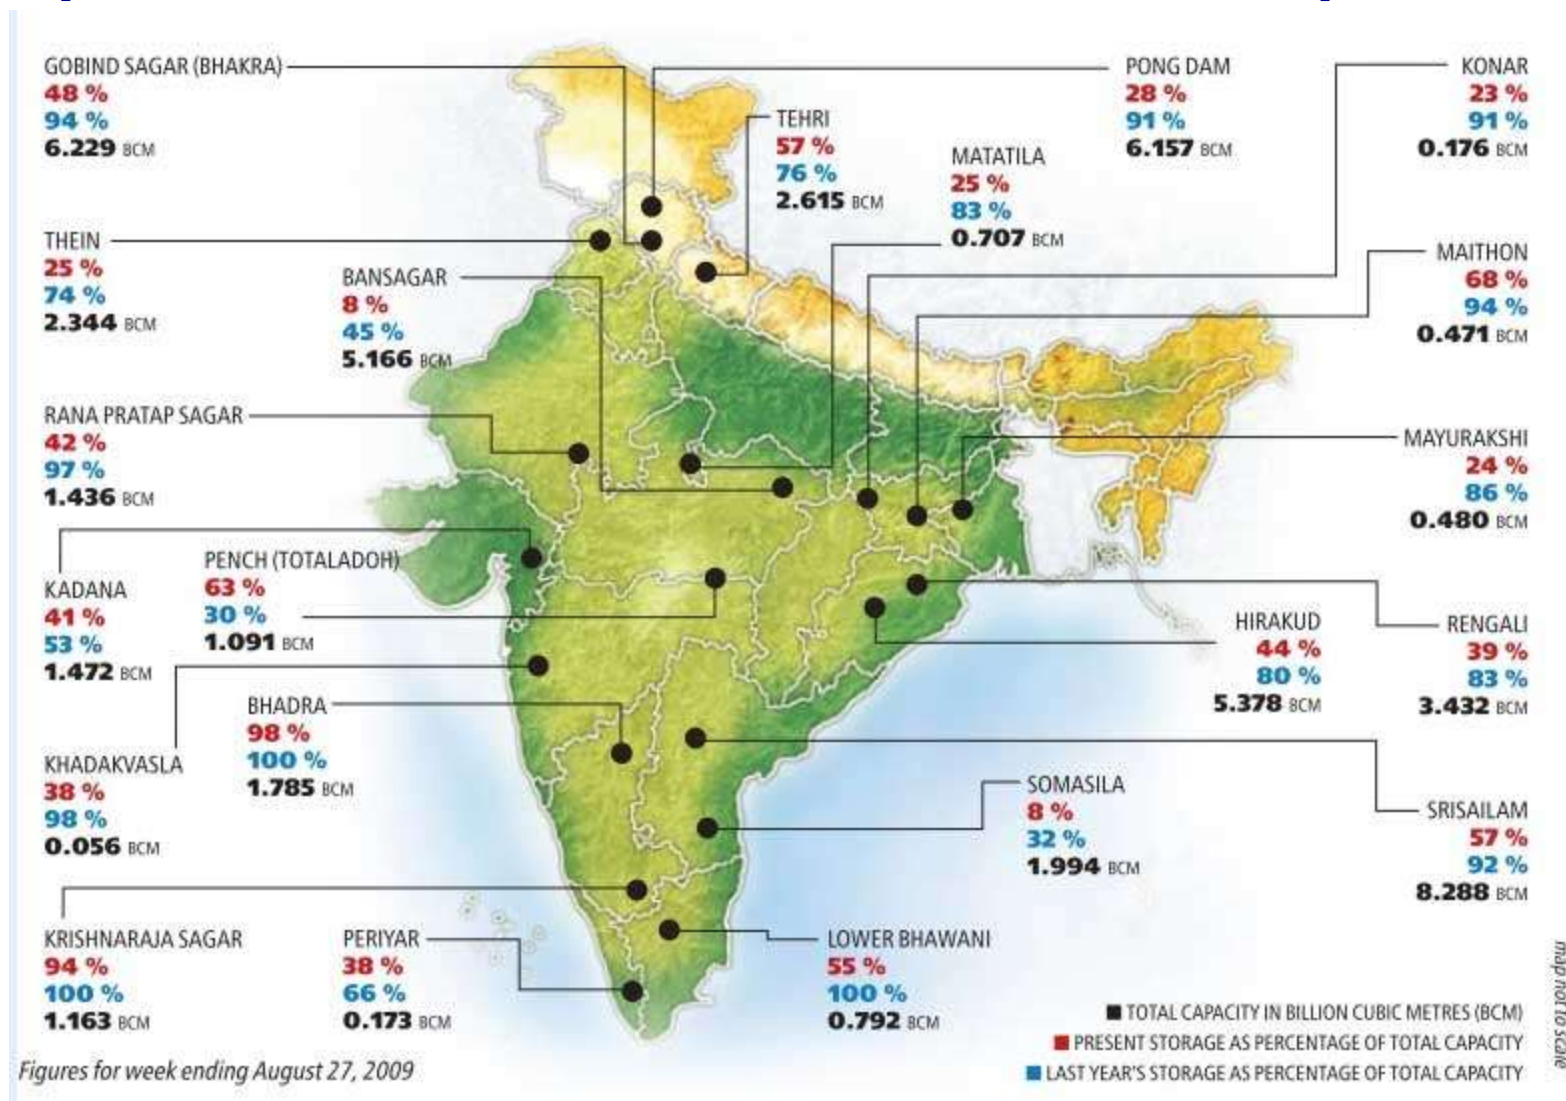 GOBIND SAGAR (BHAKRA)
48 %
94 %
6.229 BCM
PONG DAM
28 %
91 %
6.157 BCM
KONAR
23 %
91 %
0.176 BCM
TEHRI
57 %
76 %
2.615 BCM
MATATILA
25 %
83 %
0.707 BCM
THEIN
25 %
74 %
2.344 BCM
BANSAGAR
8 %
45 %
5.166 BCM
MAITHON
68 %
94 %
0.471 BCM
RANA PRATAP SAGAR
42 %
97 %
1.436 BCM
MAYURAKSHI
24 %
86 %
0.480 BCM
KADANA
41 %
53 %
1.472 BCM
PENCH (TOTALADOH)
63 %
30 %
1.091 BCM
HIRAKUD
44 %
80 %
5.378 BCM
RENGALI
39 %
83 %
3.432 BCM
KHADAKVASLA
38 %
98 %
0.056 BCM
BHADRA
98 %
100 %
1.785 BCM
SOMASILA
8 %
32 %
1.994 BCM
SRISAILAM
57 %
92 %
8.288 BCM
KRISHNARAJA SAGAR
94 %
100 %
1.163 BCM
PERIYAR
38 %
66 %
0.173 BCM
LOWER BHAWANI
55 %
100 %
0.792 BCM
TOTAL CAPACITY IN BILLION CUBIC METRES (BCM)
PRESENT STORAGE AS PERCENTAGE OF TOTAL CAPACITY
LAST YEAR'S STORAGE AS PERCENTAGE OF TOTAL CAPACITY
map not to scale
Figures for week ending August 27, 2009